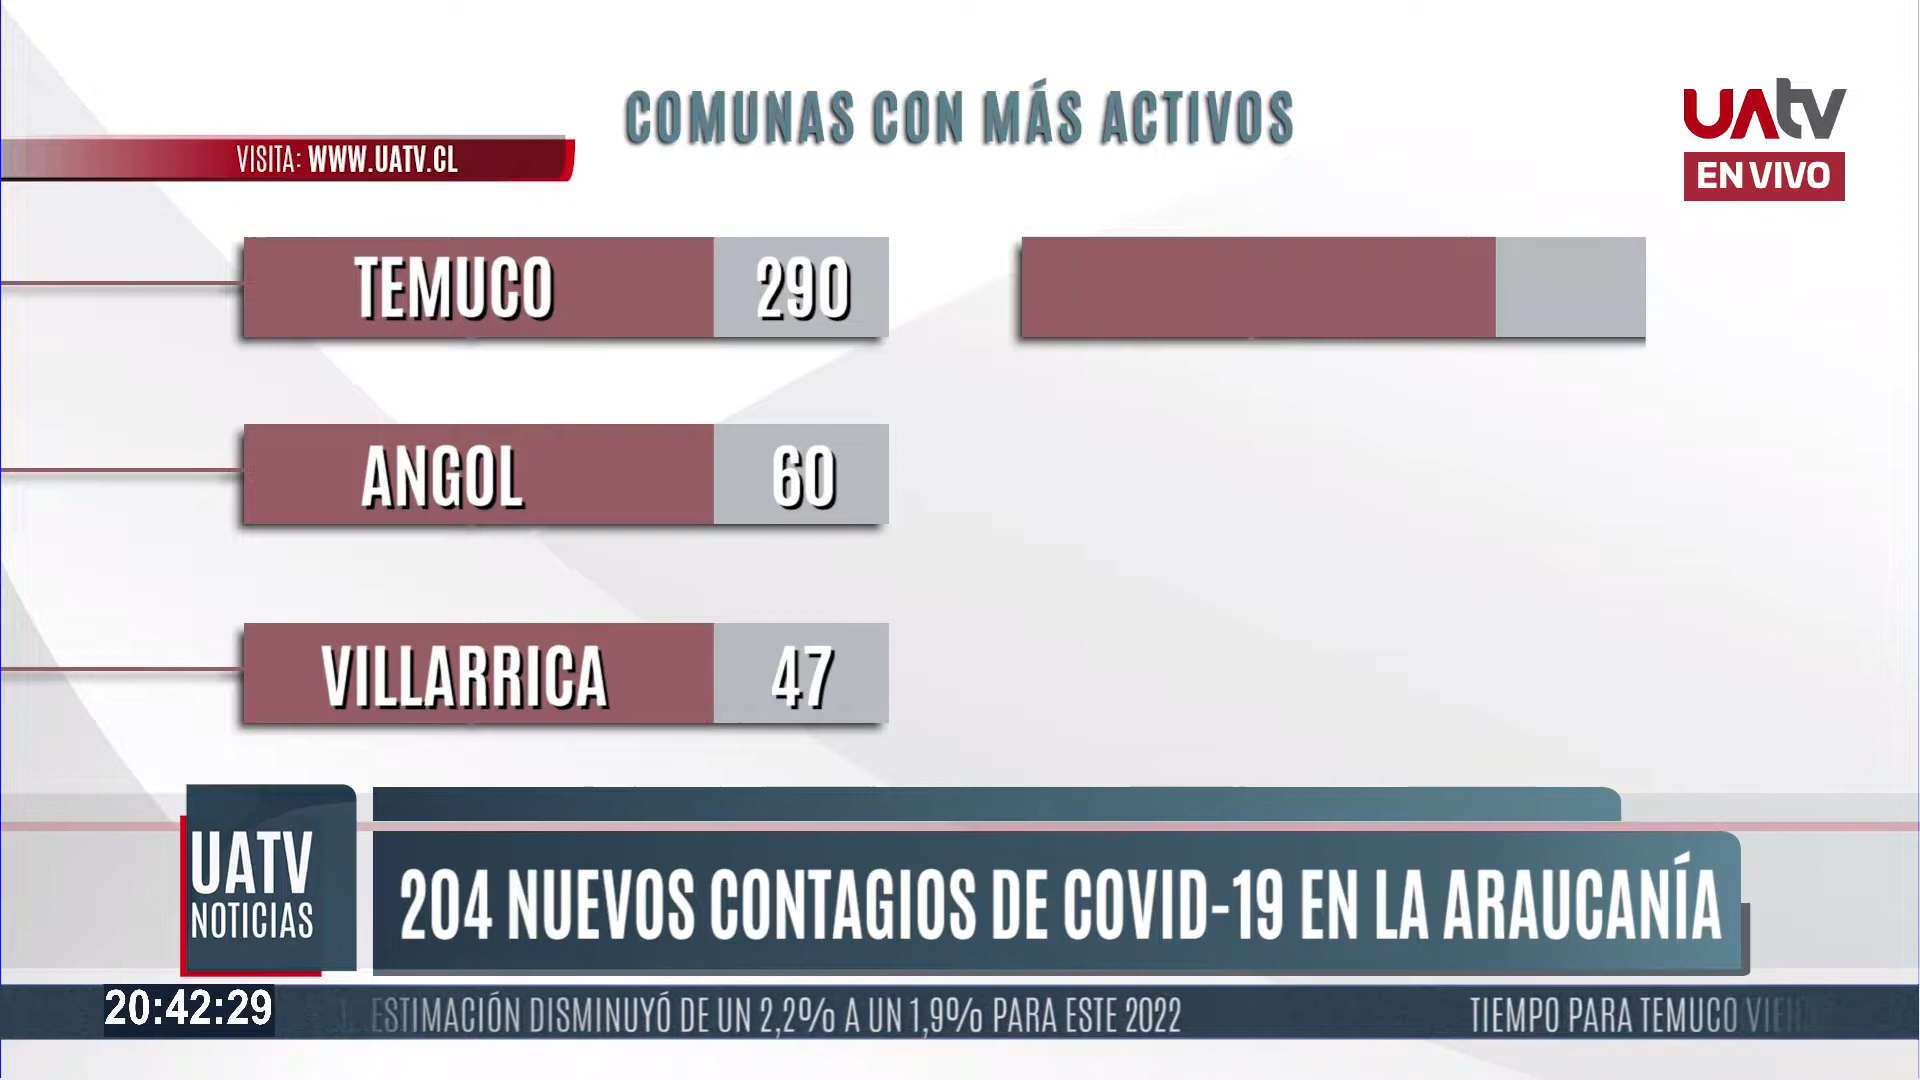 COMUNAS CON MÁS ACTIVOS
UAtv
EN VIVO
VISITA: WWW.UATV.CL
TEMUCO 290
ANGOL 60
VILLARRICA 47
UATV
NOTICIAS
204 NUEVOS CONTAGIOS DE COVID-19 EN LA ARAUCANÍA
20:42:29
ESTIMACIÓN DISMINUYÓ DE UN 2,2% A UN 1,9% PARA ESTE 2022
TIEMPO PARA TEMUCO